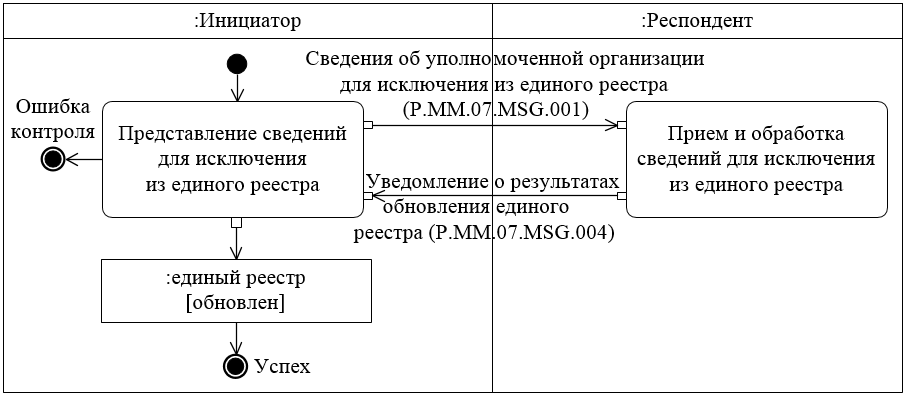 :Инициатор
:Респондент
Сведения об уполномоченной организации
для исключения из единого реестра
(P.MM.07.MSG.001)
Ошибка
контроля
Представление сведений
для исключения
из единого реестра
Прием и обработка
сведений для исключения
из единого реестра
Уведомление о результатах
обновления единого
реестра (P.MM.07.MSG.004)
:единый реестр
[обновлен]
Успех